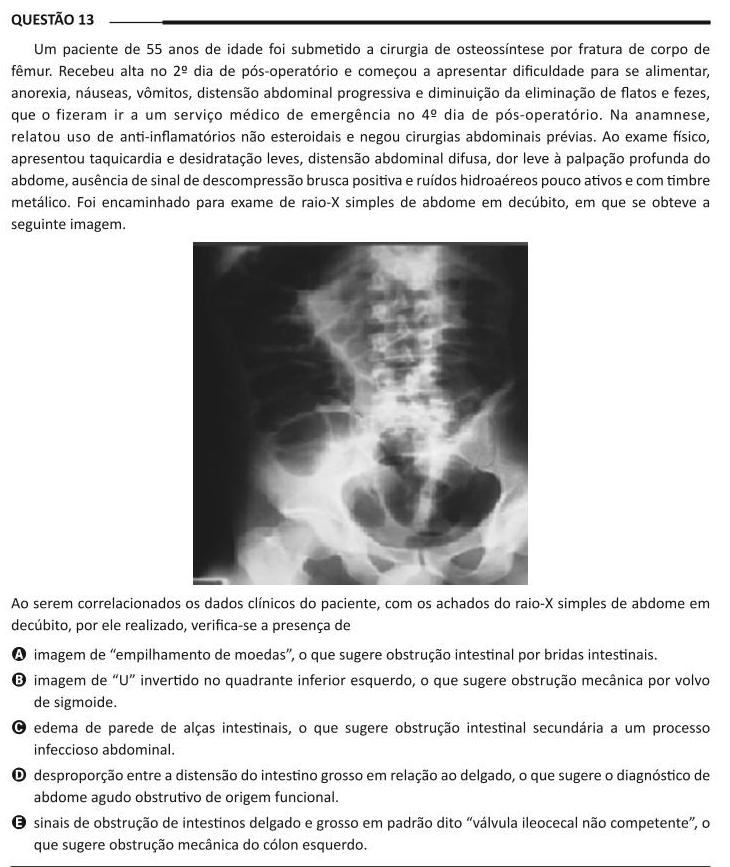 QUESTÃO 13
Um paciente de 55 anos de idade foi submetido a cirurgia de osteossíntese por fratura de corpo de
fêmur. Recebeu alta no 2º dia de pós-operatório e começou a apresentar dificuldade para se alimentar,
anorexia, náuseas, vômitos, distensão abdominal progressiva e diminuição da eliminação de flatos e fezes,
que o fizeram ir a um serviço médico de emergência no 4º dia de pós-operatório. Na anamnese,
relatou uso de anti-inflamatórios não esteroidais e negou cirurgias abdominais prévias. Ao exame físico,
apresentou taquicardia e desidratação leves, distensão abdominal difusa, dor leve à palpação profunda do
abdome, ausência de sinal de descompressão brusca positiva e ruídos hidroaéreos pouco ativos e com timbre
metálico. Foi encaminhado para exame de raio-X simples de abdome em decúbito, em que se obteve a
seguinte imagem.
Ao serem correlacionados os dados clínicos do paciente, com os achados do raio-X simples de abdome em
decúbito, por ele realizado, verifica-se a presença de
A imagem de “empilhamento de moedas”, o que sugere obstrução intestinal por bridas intestinais.
B imagem de “U” invertido no quadrante inferior esquerdo, o que sugere obstrução mecânica por volvo
de sigmoide.
C edema de parede de alças intestinais, o que sugere obstrução intestinal secundária a um processo
infeccioso abdominal.
D desproporção entre a distensão do intestino grosso em relação ao delgado, o que sugere o diagnóstico de
abdome agudo obstrutivo de origem funcional.
E sinais de obstrução de intestinos delgado e grosso em padrão dito “válvula ileocecal não competente”, o
que sugere obstrução mecânica do cólon esquerdo.